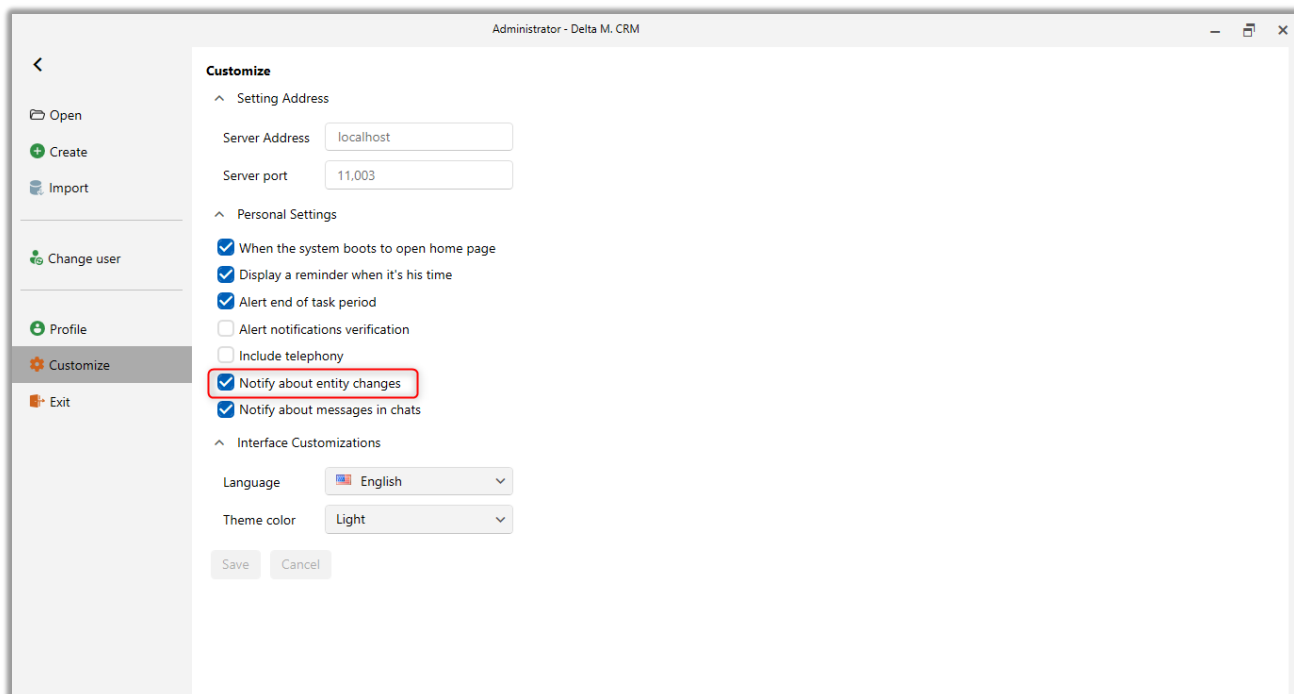 Administrator - Delta M. CRM
Open
Create
Import
Change user
Profile
Customize
Exit
Customize
Setting Address
Server Address localhost
Server port 11,003
Personal Settings
When the system boots to open home page
Display a reminder when it's his time
Alert end of task period
Alert notifications verification
Include telephony
Notify about entity changes
Notify about messages in chats
Interface Customizations
Language English
Theme color Light
Save Cancel